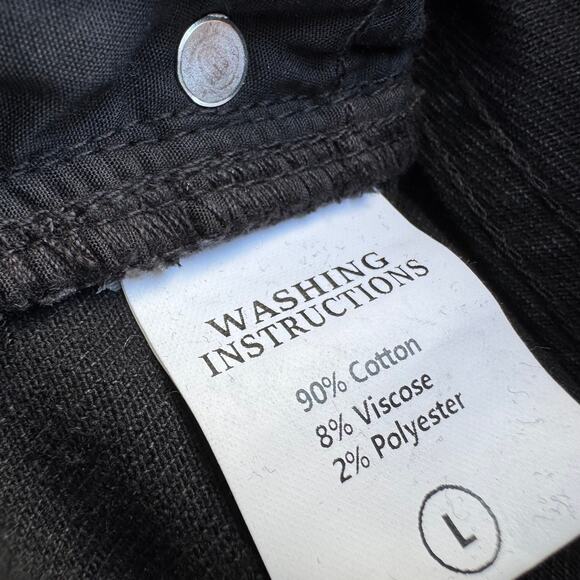 WASHING
INSTRUCTIONS
90% Cotton
8% Viscose
2% Polyester
L